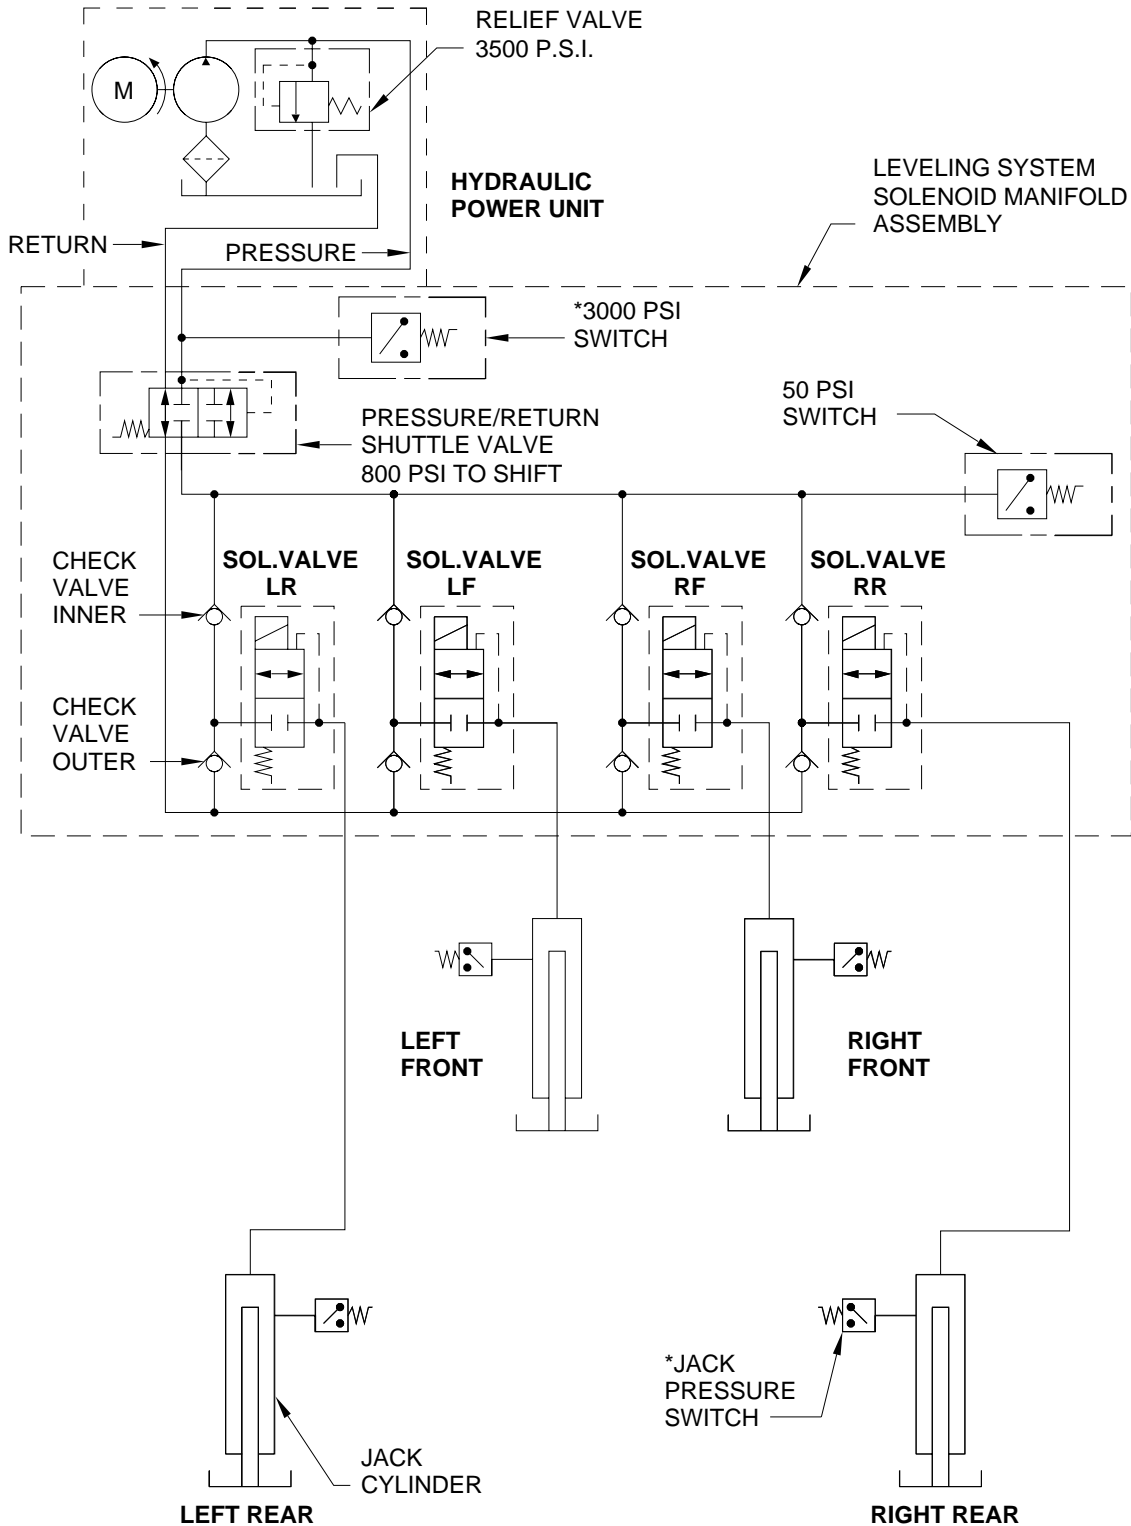 RELIEF VALVE
3500 P.S.I.
M
HYDRAULIC
POWER UNIT
LEVELING SYSTEM
SOLENOID MANIFOLD
ASSEMBLY
RETURN
PRESSURE
*3000 PSI
SWITCH
50 PSI
SWITCH
PRESSURE/RETURN
SHUTTLE VALVE
800 PSI TO SHIFT
CHECK
VALVE
INNER
SOL.VALVE
LR
SOL.VALVE
LF
SOL.VALVE
RF
SOL.VALVE
RR
CHECK
VALVE
OUTER
LEFT
FRONT
RIGHT
FRONT
*JACK
PRESSURE
SWITCH
JACK
CYLINDER
LEFT REAR
RIGHT REAR